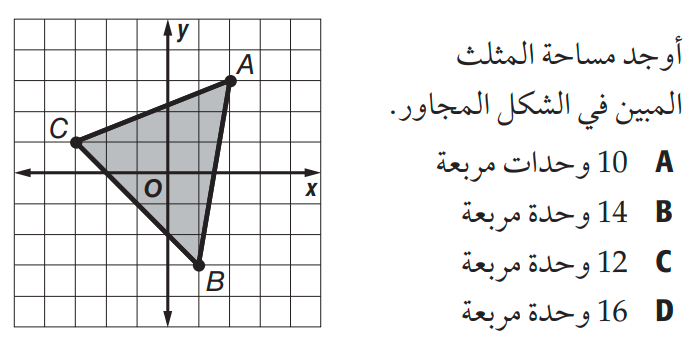 أوجد مساحة المثلث
المبين في الشكل المجاور.
A 10 وحدات مربعة
B 14 وحدة مربعة
C 12 وحدة مربعة
D 16 وحدة مربعة
y
A
C
O
x
B